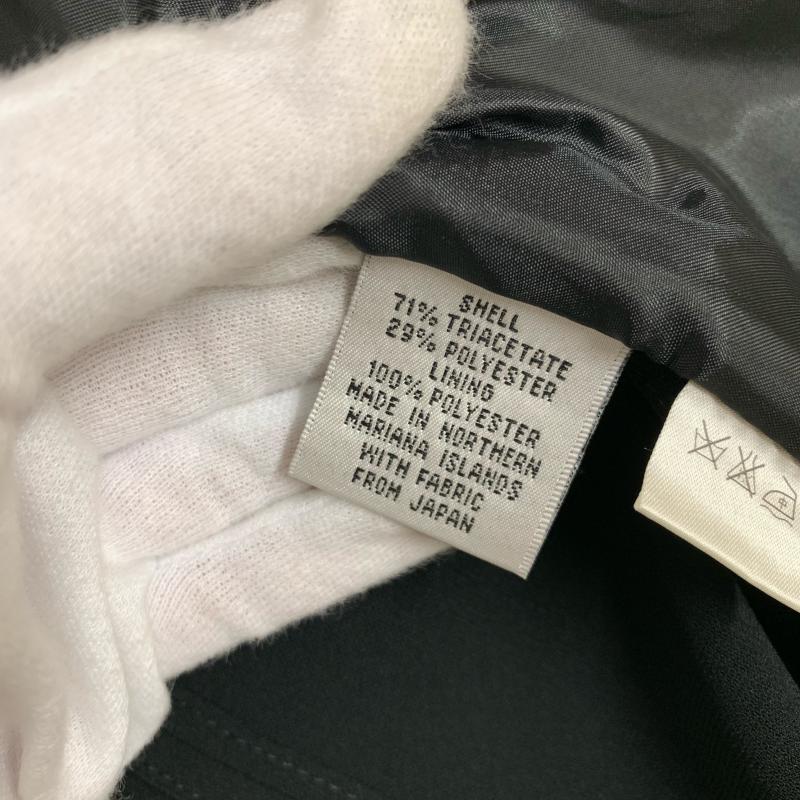 SHELL
71% TRIACETATE
29% POLYESTER
LINING
100% POLYESTER
MADE IN NORTHERN
MARIANA ISLANDS
WITH FABRIC
FROM JAPAN